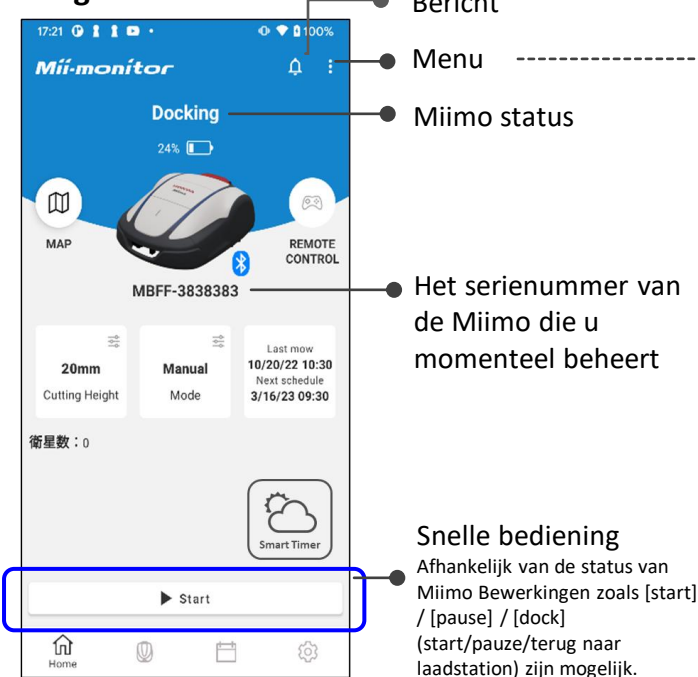 Bericht
17:21
100%
Mii-monitor
Menu
Docking
Miimo status
24%
MAP
REMOTE
CONTROL
MBFF-3838383
Het serienummer van
de Miimo die u
momenteel beheert
20mm
Cutting Height
Manual
Mode
Last mow
10/20/22 10:30
Next schedule
3/16/23 09:30
衛星数：0
Smart Timer
Snelle bediening
Afhankelijk van de status van
Miimo Bewerkingen zoals [start]
/ [pause] / [dock]
(start/pauze/terug naar
laadstation) zijn mogelijk.
Start
Home